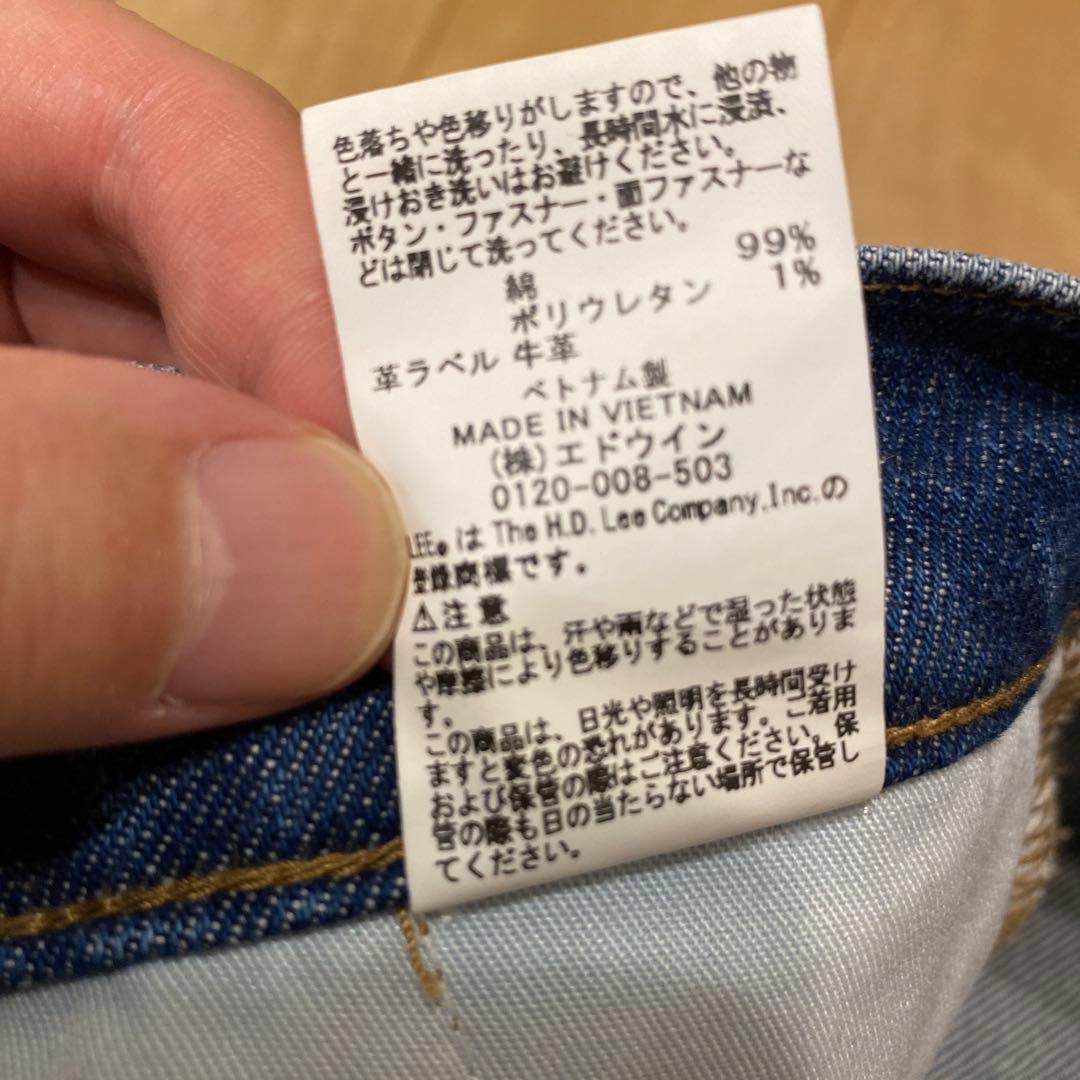 色落ちや色移りがしますので、他の物
と一緒に洗ったり、長時間水に浸漬、
浸けおき洗いはお避けください。
ボタン・ファスナー・面ファスナーな
どは閉じて洗ってください。
綿 99%
ポリウレタン 1%
革ラベル 牛革
ベトナム製
MADE IN VIETNAM
(株)エドウイン
0120-008-503
LEE®は The H.D. Lee Company,Inc.の
登録商標です。
⚠注意
この商品は、汗や雨などで湿った状態
や摩擦により色移りすることがありま
す。
この商品は、日光や照明を長時間受け
ますと変色の恐れがあります。ご着用
および保管の際はご注意ください。保
管の際も日の当たらない場所で保管し
てください。